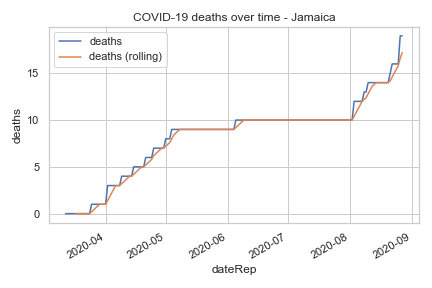 COVID-19 deaths over time - Jamaica
deaths
deaths (rolling)
15
10
5
0
deaths
2020-04
2020-05
2020-06
2020-07
2020-08
2020-09
dateRep